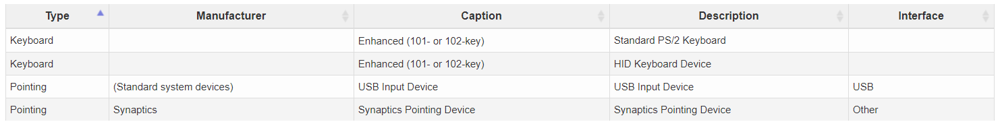 Type Manufacturer Caption Description Interface
Keyboard Enhanced (101- or 102-key) Standard PS/2 Keyboard
Keyboard Enhanced (101- or 102-key) HID Keyboard Device
Pointing (Standard system devices) USB Input Device USB Input Device USB
Pointing Synaptics Synaptics Pointing Device Synaptics Pointing Device Other